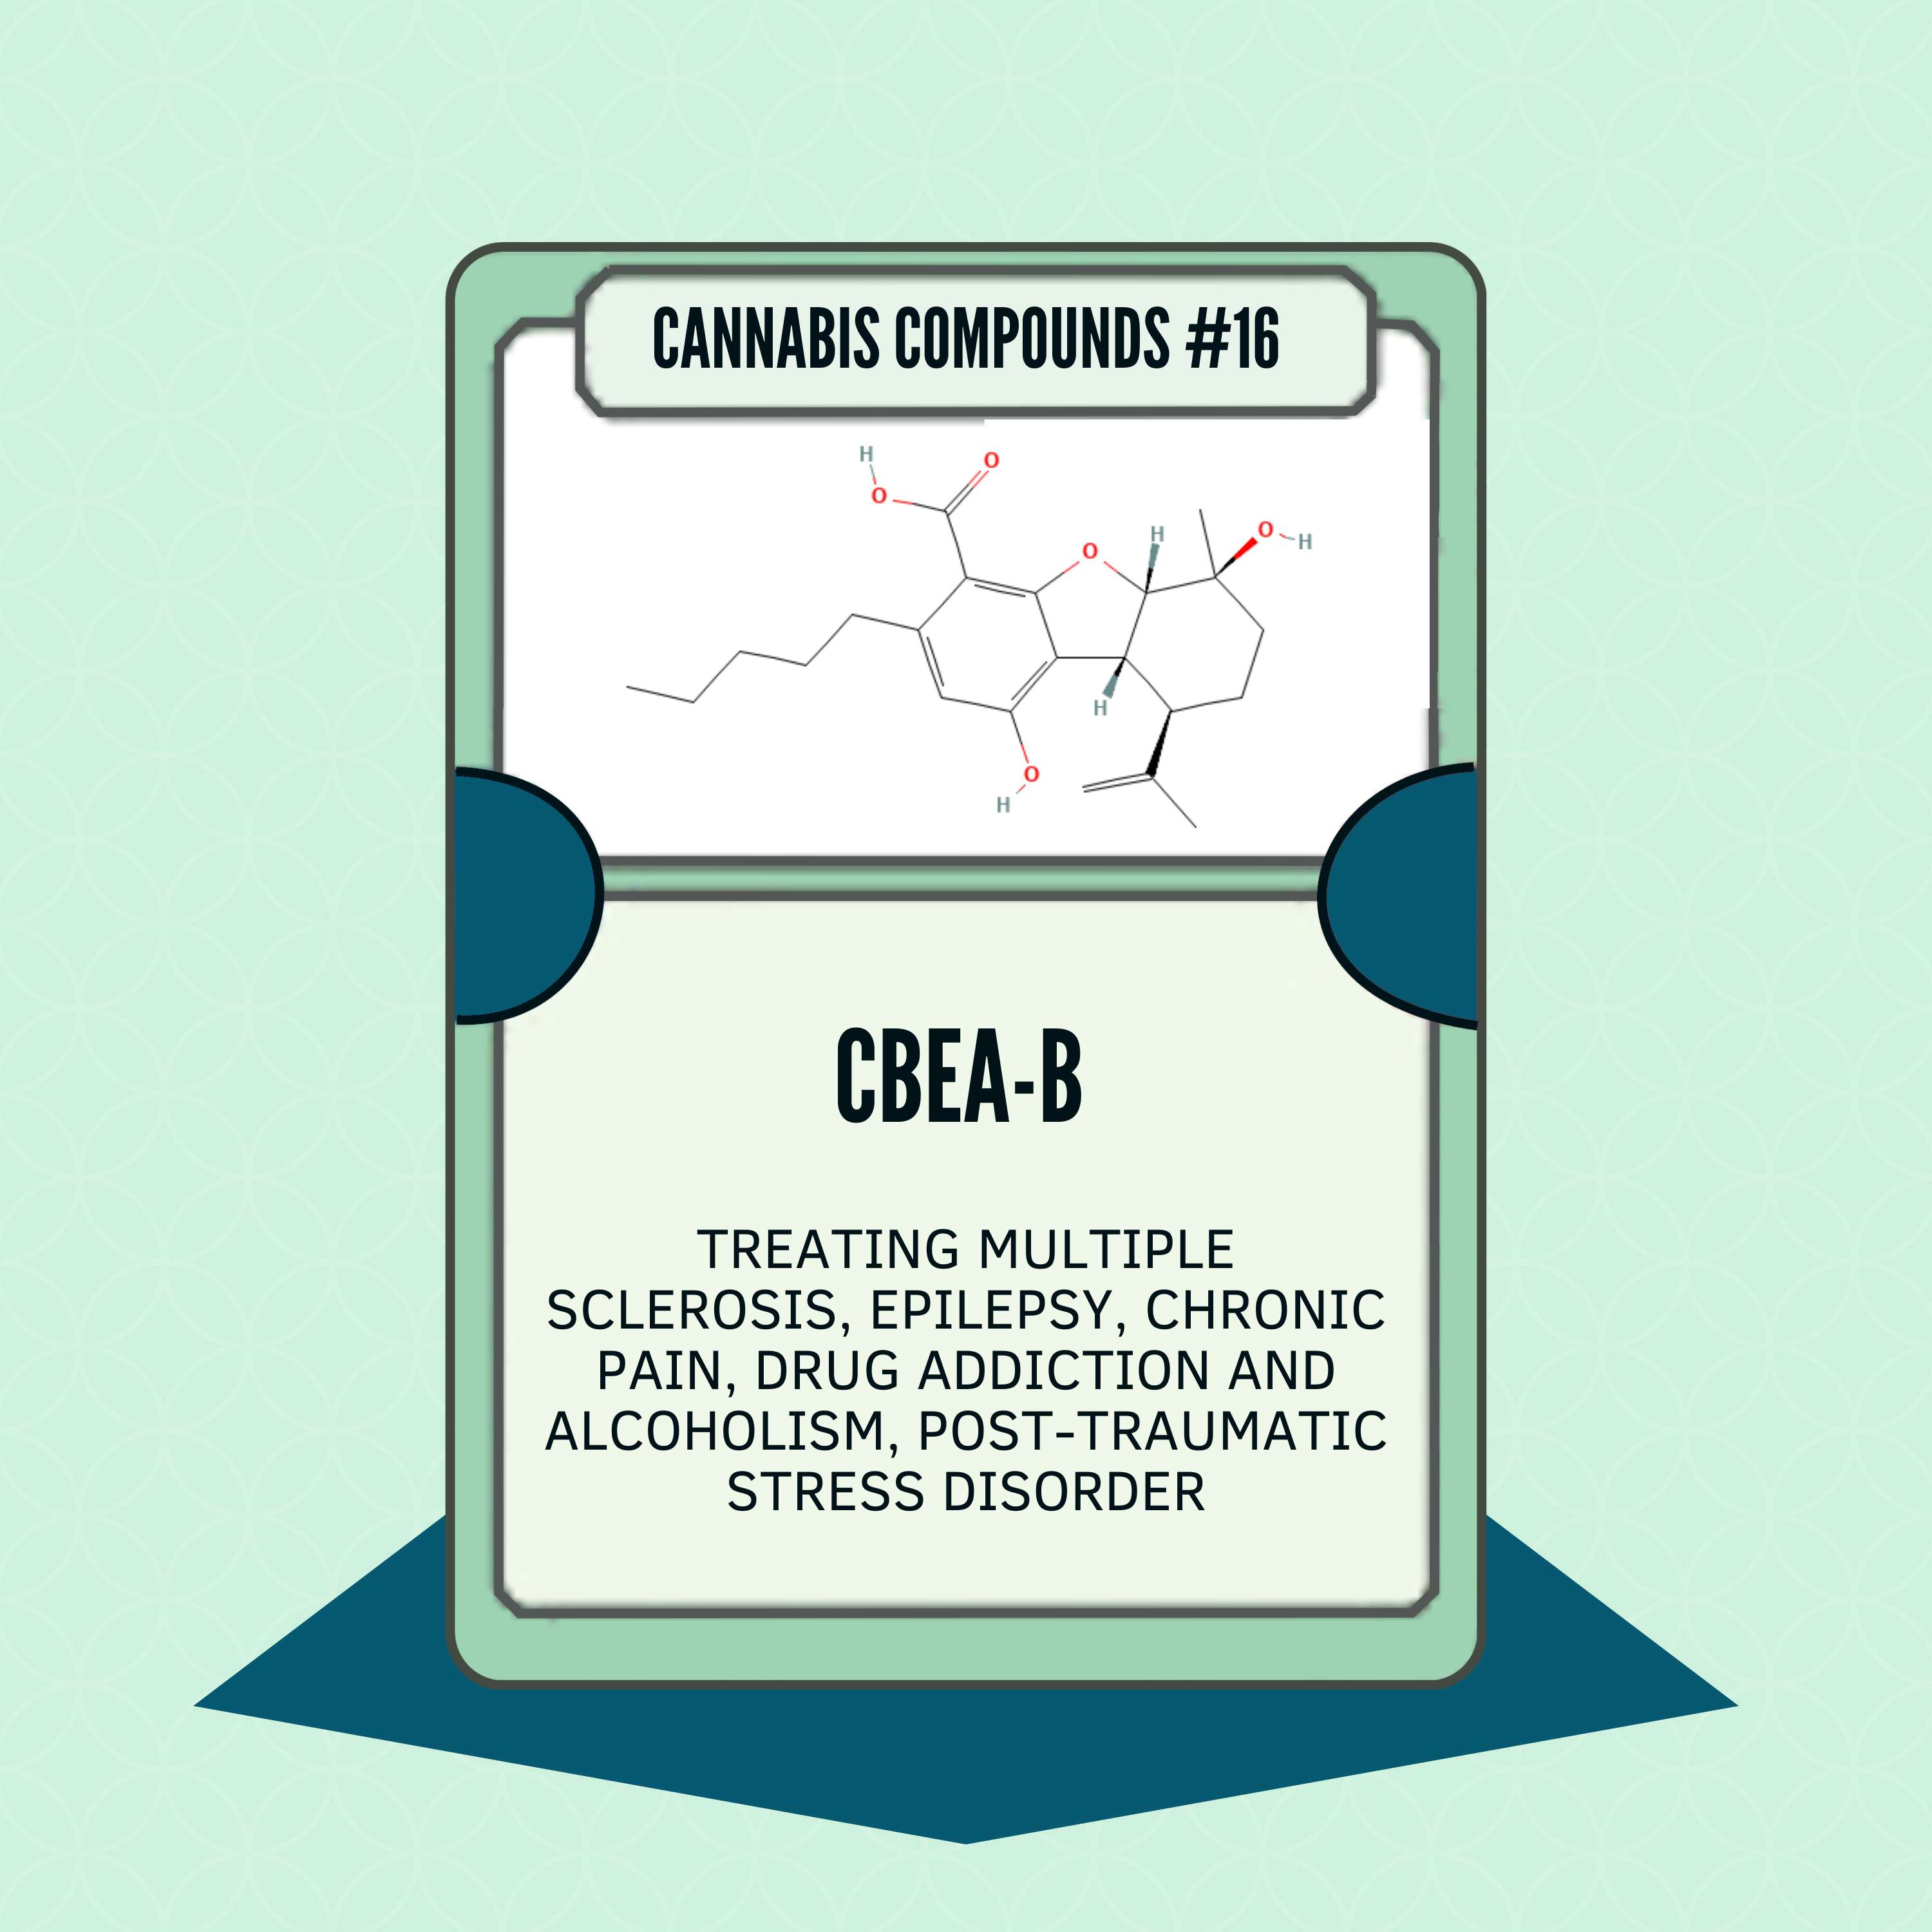 CANNABIS COMPOUNDS #16
H
O
O
H
O
O
H
H
O
H
CBEA-B
TREATING MULTIPLE
SCLEROSIS, EPILEPSY, CHRONIC
PAIN, DRUG ADDICTION AND
ALCOHOLISM, POST-TRAUMATIC
STRESS DISORDER